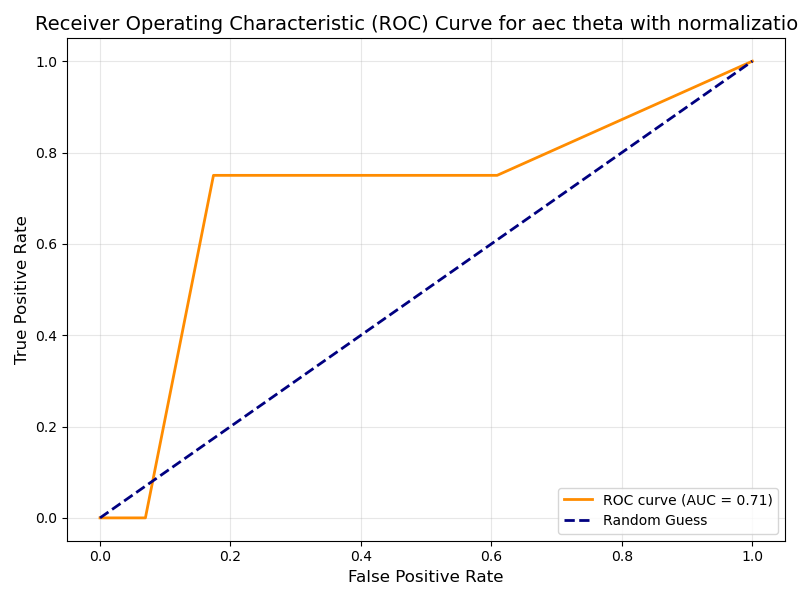 Receiver Operating Characteristic (ROC) Curve for aec theta with normalizatio
True Positive Rate
1.0
0.8
0.6
0.4
0.2
0.0
0.0 0.2 0.4 0.6 0.8 1.0
False Positive Rate
ROC curve (AUC = 0.71)
Random Guess